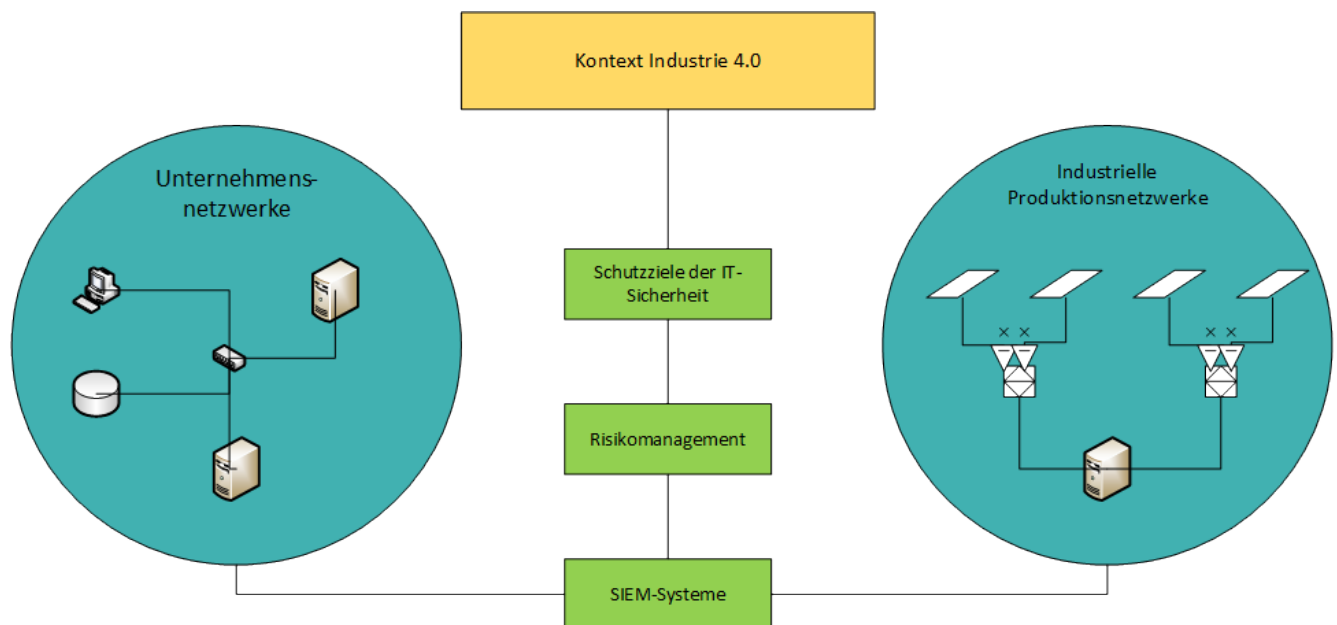 Kontext Industrie 4.0
Unternehmens-
netzwerke
Industrielle
Produktionsnetzwerke
Schutzziele der IT-
Sicherheit
Risikomanagement
SIEM-Systeme